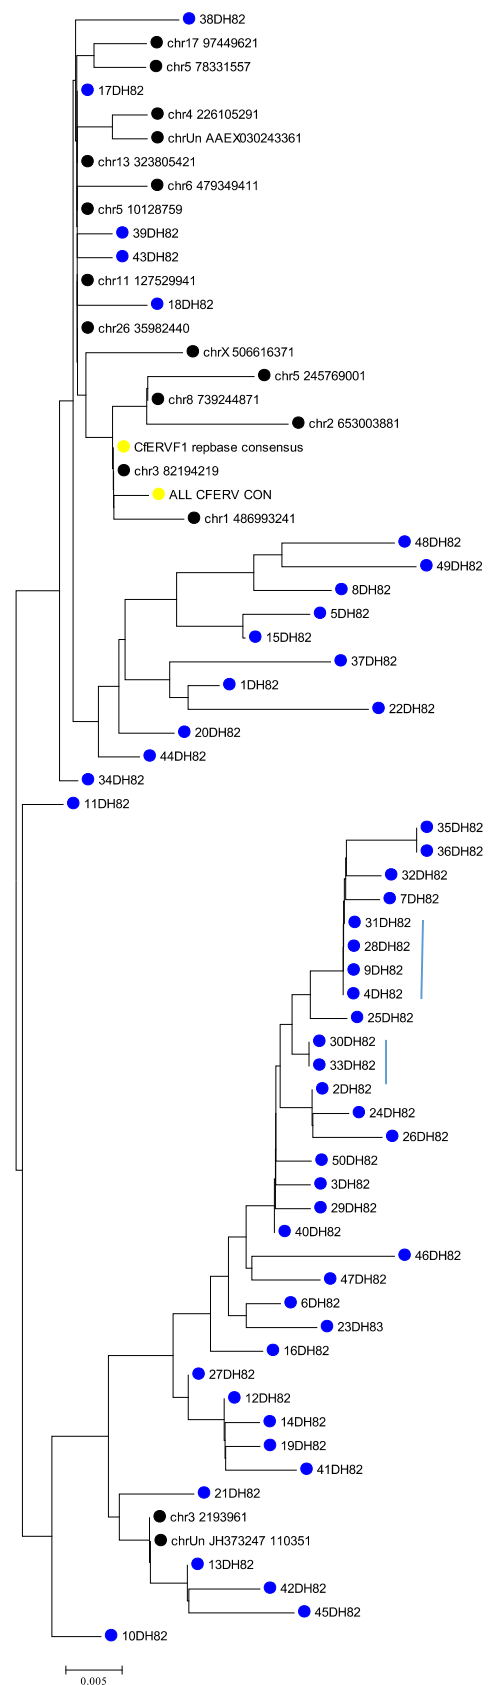 38DH82
chr17 97449621
chr5 78331557
17DH82
chr4 226105291
chrUn AAEX030243361
chr13 323805421
chr6 479349411
chr5 10128759
39DH82
43DH82
chr11 127529941
18DH82
chr26 35982440
chrX 506616371
chr5 245769001
chr8 739244871
chr2 653003881
CfERVF1 repbase consensus
chr3 82194219
ALL CFERV CON
chr1 486993241
48DH82
49DH82
8DH82
5DH82
15DH82
37DH82
1DH82
22DH82
20DH82
44DH82
34DH82
11DH82
35DH82
36DH82
32DH82
7DH82
31DH82
28DH82
9DH82
4DH82
25DH82
30DH82
33DH82
2DH82
24DH82
26DH82
50DH82
3DH82
29DH82
40DH82
46DH82
47DH82
6DH82
23DH83
16DH82
27DH82
12DH82
14DH82
19DH82
41DH82
21DH82
chr3 2193961
chrUn JH373247 110351
13DH82
42DH82
45DH82
10DH82
0.005